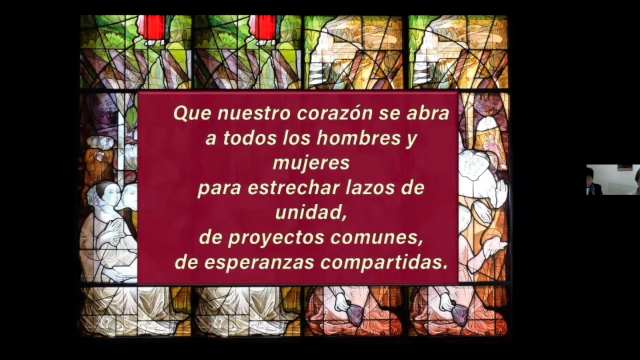 Que nuestro corazón se abra
a todos los hombres y
mujeres
para estrechar lazos de
unidad,
de proyectos comunes,
de esperanzas compartidas.